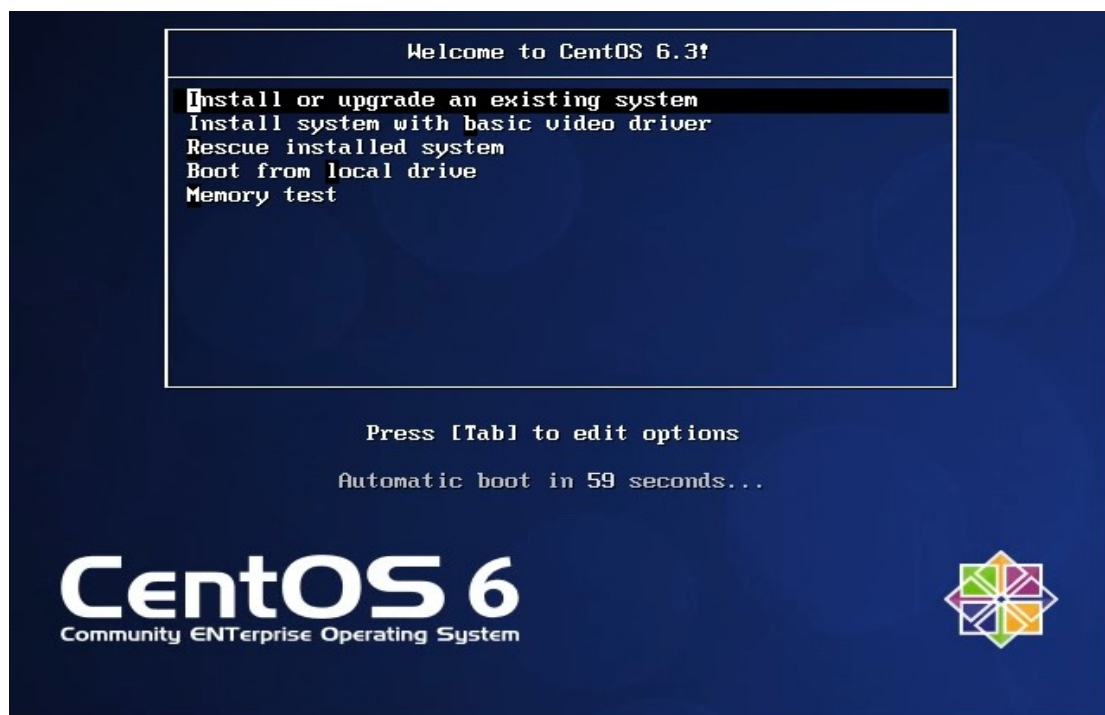 Welcome to CentOS 6.3!
Install or upgrade an existing system
Install system with basic video driver
Rescue installed system
Boot from local drive
Memory test
Press [Tab] to edit options
Automatic boot in 59 seconds...
CentOS 6
Community ENTerprise Operating System